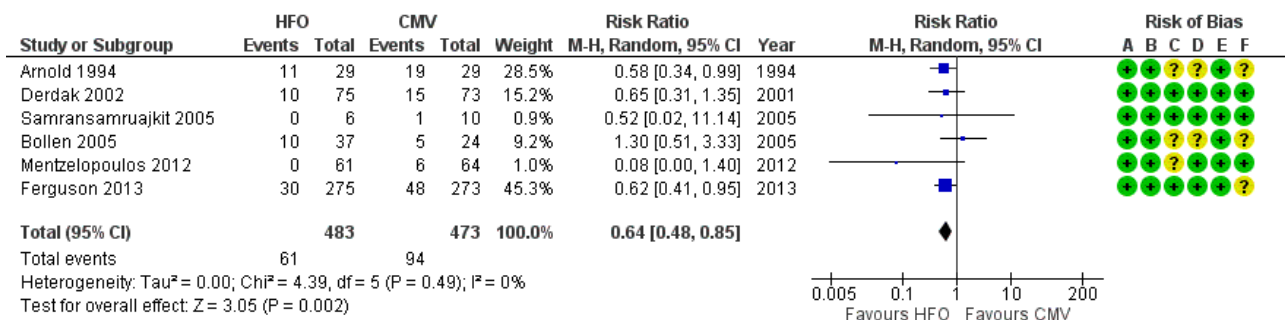 HFO CMV Risk Ratio Risk Ratio Risk of Bias
Study or Subgroup Events Total Events Total Weight M-H, Random, 95% CI Year M-H, Random, 95% CI A B C D E F
Arnold 1994 11 29 19 29 28.5% 0.58 [0.34, 0.99] 1994 + + ? ? + ?
Derdak 2002 10 75 15 73 15.2% 0.65 [0.31, 1.35] 2001 + + + + + +
Samransamruajkit 2005 0 6 1 10 0.9% 0.52 [0.02, 11.14] 2005 + + + + + +
Bollen 2005 10 37 5 24 9.2% 1.30 [0.51, 3.33] 2005 + + ? ? + ?
Mentzelopoulos 2012 0 61 6 64 1.0% 0.08 [0.00, 1.40] 2012 + + ? + + +
Ferguson 2013 30 275 48 273 45.3% 0.62 [0.41, 0.95] 2013 + + + + + ?
Total (95% CI) 483 473 100.0% 0.64 [0.48, 0.85]
Total events 61 94
Heterogeneity: Tau² = 0.00; Chi² = 4.39, df = 5 (P = 0.49); I² = 0%
Test for overall effect: Z = 3.05 (P = 0.002)
0.005 0.1 1 10 200
Favours HFO Favours CMV